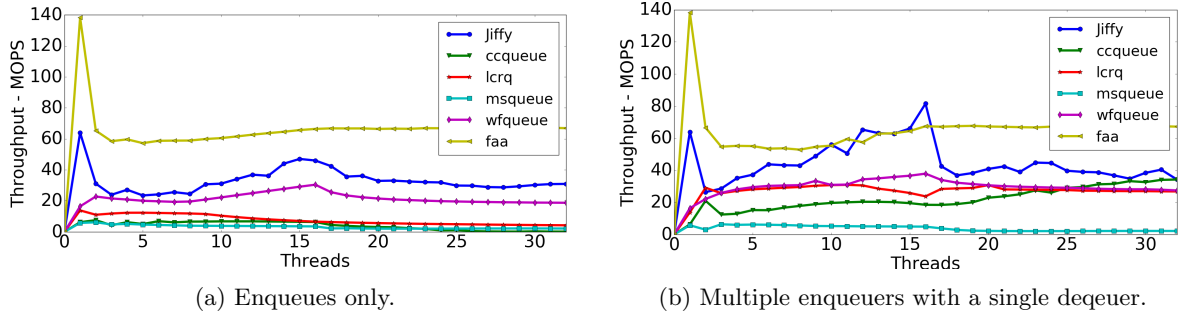 140
120
100
80
60
40
20
0
Throughput - MOPS
0 5 10 15 20 25 30
Threads
Jiffy
ccqueue
lcrq
msqueue
wfqueue
faa
(a) Enqueues only.
140
120
100
80
60
40
20
0
Throughput - MOPS
0 5 10 15 20 25 30
Threads
Jiffy
ccqueue
lcrq
msqueue
wfqueue
faa
(b) Multiple enqueuers with a single deqeuer.